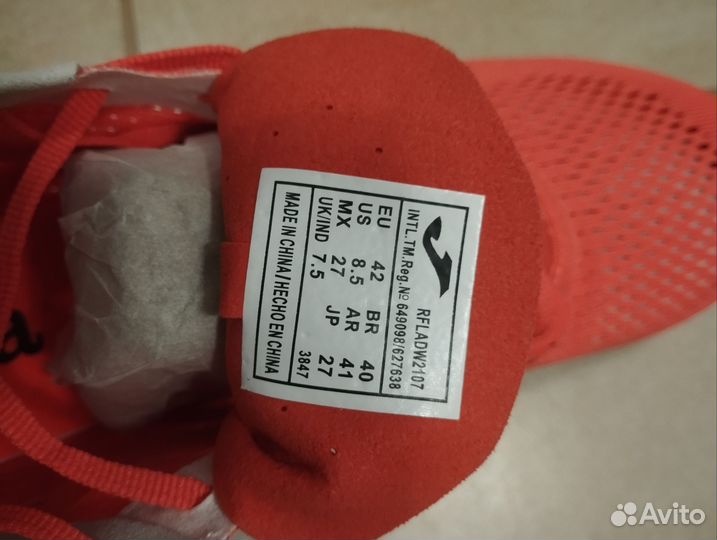 RFLADW2107
INTL.TM.Reg.Nº 649098/627638
EU 42 BR 40
US 8.5 AR 41
MX 27 JP 27
UK/IND 7.5 3847
MADE IN CHINA/HECHO EN CHINA
Avito